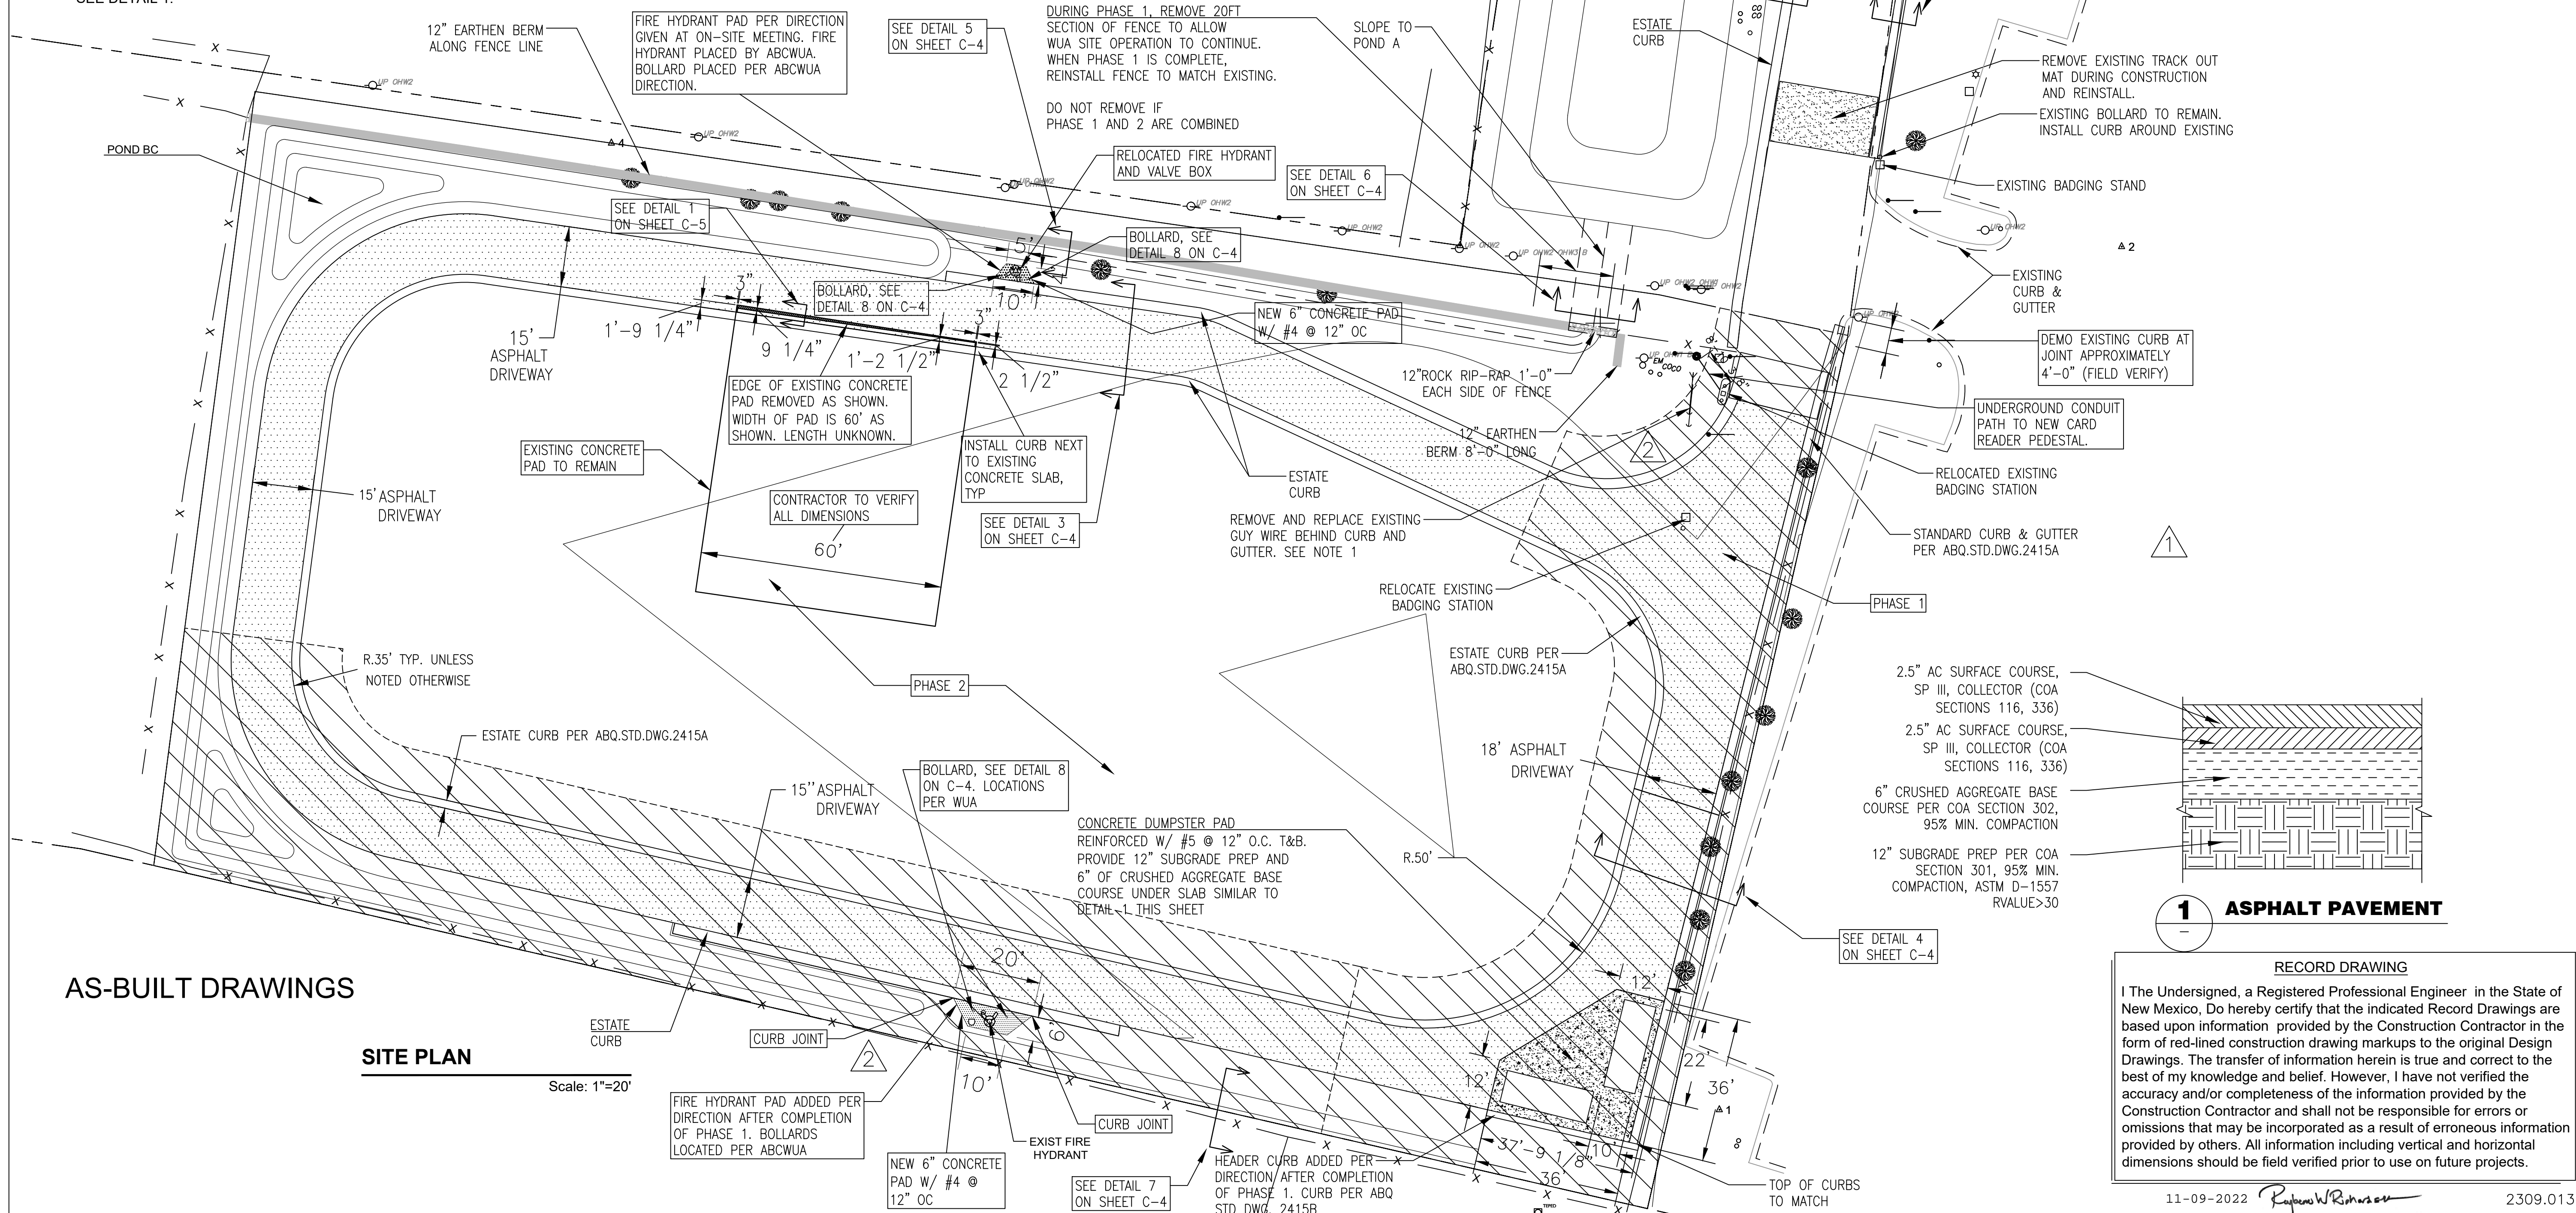 SEE DETAIL 1.
12" EARTHEN BERM
ALONG FENCE LINE
FIRE HYDRANT PAD PER DIRECTION
GIVEN AT ON-SITE MEETING. FIRE
HYDRANT PLACED BY ABCWUA.
BOLLARD PLACED PER ABCWUA
DIRECTION.
SEE DETAIL 5
ON SHEET C-4
DURING PHASE 1, REMOVE 20FT
SECTION OF FENCE TO ALLOW
WUA SITE OPERATION TO CONTINUE.
WHEN PHASE 1 IS COMPLETE,
REINSTALL FENCE TO MATCH EXISTING.
DO NOT REMOVE IF
PHASE 1 AND 2 ARE COMBINED
SLOPE TO
POND A
ESTATE
CURB
REMOVE EXISTING TRACK OUT
MAT DURING CONSTRUCTION
AND REINSTALL.
EXISTING BOLLARD TO REMAIN.
INSTALL CURB AROUND EXISTING
EXISTING BADGING STAND
POND BC
UP OHW2
UP OHW2
4
UP OHW2
UP OHW2
UP OHW2
UP OHW2
UP OHW2
UP OHW2
UP OHW2
2
RELOCATED FIRE HYDRANT
AND VALVE BOX
SEE DETAIL 6
ON SHEET C-4
SEE DETAIL 1
ON SHEET C-5
BOLLARD, SEE
DETAIL 8 ON C-4
5'
BOLLARD, SEE
DETAIL 8 ON C-4
10'
3"
1'-9 1/4"
9 1/4"
1'-2 1/2"
3"
2 1/2"
NEW 6" CONCRETE PAD
W/ #4 @ 12" OC
15'
ASPHALT
DRIVEWAY
EXISTING
CURB &
GUTTER
DEMO EXISTING CURB AT
JOINT APPROXIMATELY
4'-0" (FIELD VERIFY)
EDGE OF EXISTING CONCRETE
PAD REMOVED AS SHOWN.
WIDTH OF PAD IS 60' AS
SHOWN. LENGTH UNKNOWN.
12"ROCK RIP-RAP 1'-0"
EACH SIDE OF FENCE
UNDERGROUND CONDUIT
PATH TO NEW CARD
READER PEDESTAL.
EXISTING CONCRETE
PAD TO REMAIN
INSTALL CURB NEXT
TO EXISTING
CONCRETE SLAB,
TYP
12" EARTHEN
BERM 8'-0" LONG
2
ESTATE
CURB
RELOCATED EXISTING
BADGING STATION
15' ASPHALT
DRIVEWAY
CONTRACTOR TO VERIFY
ALL DIMENSIONS
60'
SEE DETAIL 3
ON SHEET C-4
REMOVE AND REPLACE EXISTING
GUY WIRE BEHIND CURB AND
GUTTER. SEE NOTE 1
STANDARD CURB & GUTTER
PER ABQ.STD.DWG.2415A
1
RELOCATE EXISTING
BADGING STATION
PHASE 1
R.35' TYP. UNLESS
NOTED OTHERWISE
PHASE 2
ESTATE CURB PER
ABQ.STD.DWG.2415A
2.5" AC SURFACE COURSE,
SP III, COLLECTOR (COA
SECTIONS 116, 336)
2.5" AC SURFACE COURSE,
SP III, COLLECTOR (COA
SECTIONS 116, 336)
6" CRUSHED AGGREGATE BASE
COURSE PER COA SECTION 302,
95% MIN. COMPACTION
12" SUBGRADE PREP PER COA
SECTION 301, 95% MIN.
COMPACTION, ASTM D-1557
RVALUE>30
1
ASPHALT PAVEMENT
ESTATE CURB PER ABQ.STD.DWG.2415A
18' ASPHALT
DRIVEWAY
15'' ASPHALT
DRIVEWAY
BOLLARD, SEE DETAIL 8
ON C-4. LOCATIONS
PER WUA
CONCRETE DUMPSTER PAD
REINFORCED W/ #5 @ 12" O.C. T&B.
PROVIDE 12" SUBGRADE PREP AND
6" OF CRUSHED AGGREGATE BASE
COURSE UNDER SLAB SIMILAR TO
DETAIL 1 THIS SHEET
R.50'
SEE DETAIL 4
ON SHEET C-4
AS-BUILT DRAWINGS
ESTATE
CURB
SITE PLAN
Scale: 1"=20'
20'
6'
10'
CURB JOINT
2
12'
12'
22'
36'
1
FIRE HYDRANT PAD ADDED PER
DIRECTION AFTER COMPLETION
OF PHASE 1. BOLLARDS
LOCATED PER ABCWUA
EXIST FIRE
HYDRANT
CURB JOINT
NEW 6" CONCRETE
PAD W/ #4 @
12" OC
SEE DETAIL 7
ON SHEET C-4
HEADER CURB ADDED PER
DIRECTION AFTER COMPLETION
OF PHASE 1. CURB PER ABQ
STD DWG. 2415B
37'-9 1/8"
10'
36'
TOP OF CURBS
TO MATCH
RECORD DRAWING
I The Undersigned, a Registered Professional Engineer in the State of
New Mexico, Do hereby certify that the indicated Record Drawings are
based upon information provided by the Construction Contractor in the
form of red-lined construction drawing markups to the original Design
Drawings. The transfer of information herein is true and correct to the
best of my knowledge and belief. However, I have not verified the
accuracy and/or completeness of the information provided by the
Construction Contractor and shall not be responsible for errors or
omissions that may be incorporated as a result of erroneous information
provided by others. All information including vertical and horizontal
dimensions should be field verified prior to use on future projects.
11-09-2022
2309.013